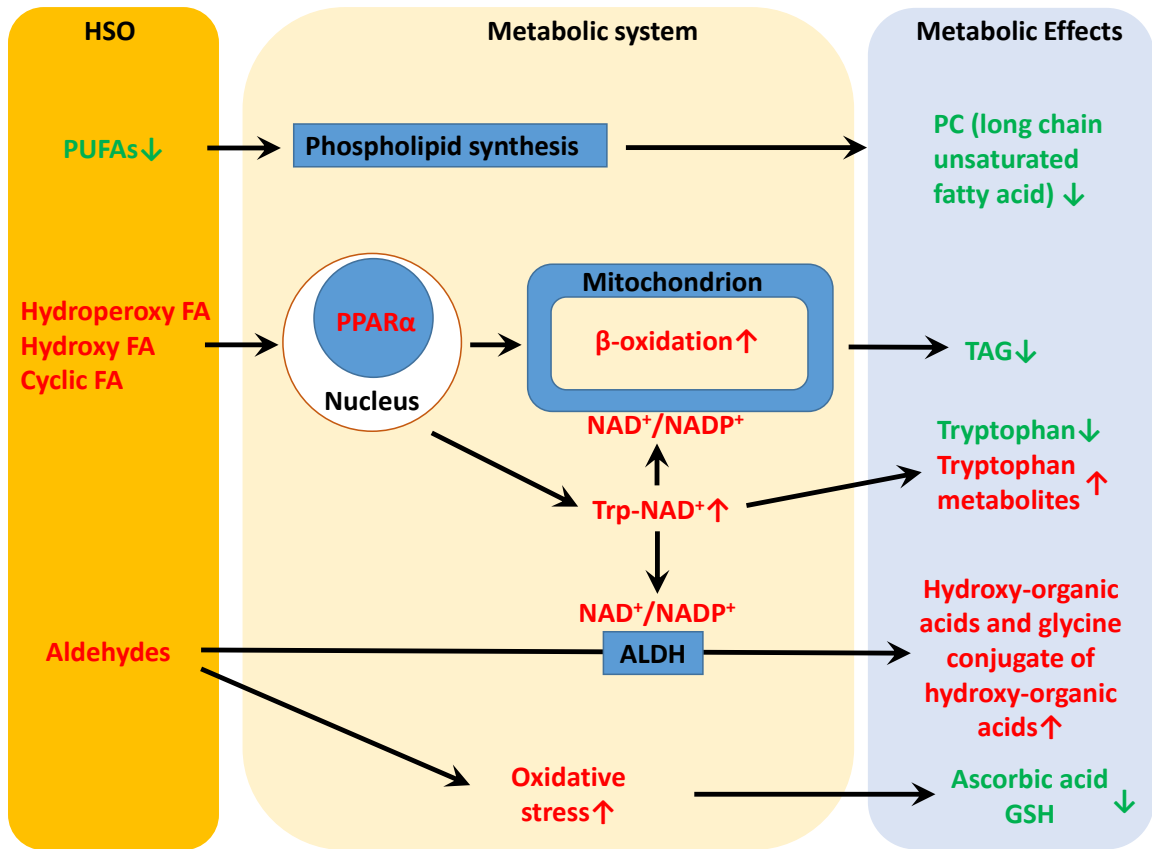 HSO
Metabolic system
Metabolic Effects
PUFAs↓
Phospholipid synthesis
PC (long chain
unsaturated
fatty acid) ↓
Hydroperoxy FA
Hydroxy FA
Cyclic FA
PPARα
Nucleus
Mitochondrion
β-oxidation↑
TAG↓
NAD⁺/NADP⁺
Trp-NAD⁺↑
Tryptophan↓
Tryptophan
metabolites ↑
NAD⁺/NADP⁺
Aldehydes
ALDH
Hydroxy-organic
acids and glycine
conjugate of
hydroxy-organic
acids↑
Oxidative
stress↑
Ascorbic acid
GSH ↓